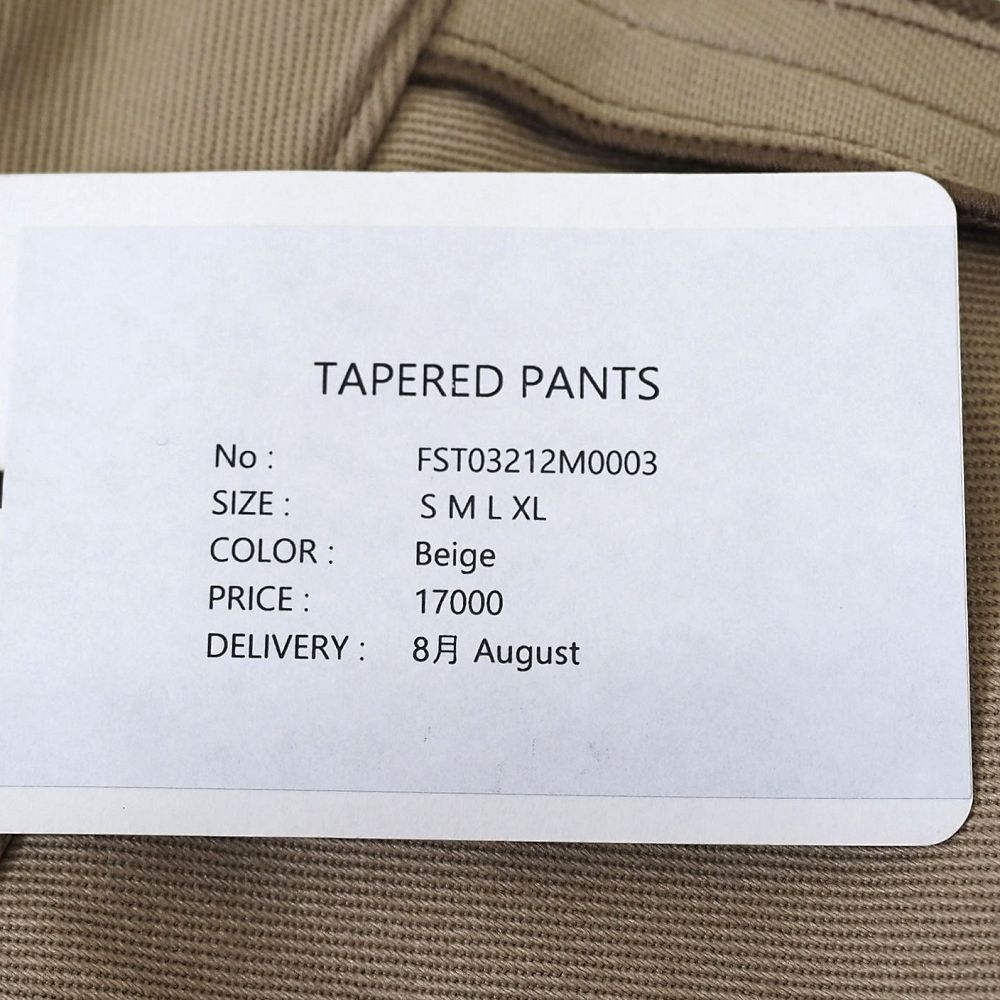 TAPERED PANTS
No : FST03212M0003
SIZE : S M L XL
COLOR : Beige
PRICE : 17000
DELIVERY : 8月 August